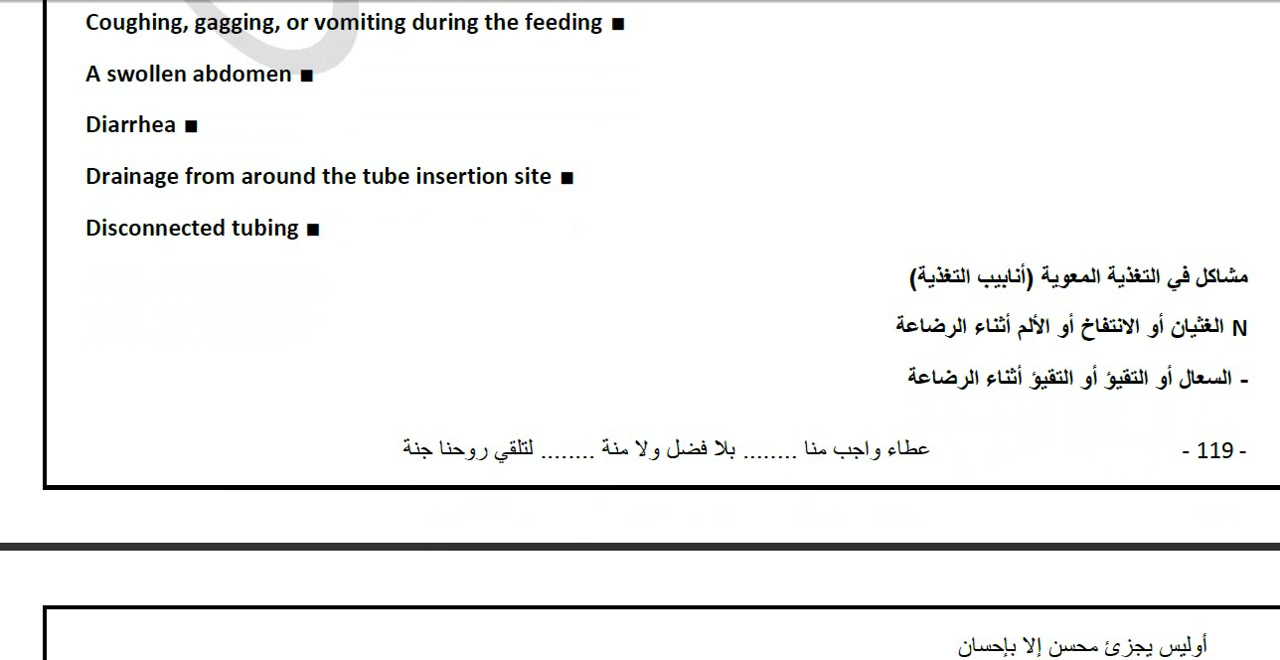 Coughing, gagging, or vomiting during the feeding ■
A swollen abdomen ■
Diarrhea ■
Drainage from around the tube insertion site ■
Disconnected tubing ■
مشاكل في التغذية المعوية (أنابيب التغذية)
N الغثيان أو الانتفاخ أو الألم أثناء الرضاعة
- السعال أو التقيؤ أو التقيؤ أثناء الرضاعة
- 119 - عطاء واجب منا ........ بلا فضل ولا منة ........ لتلقي روحنا جنة
أوليس يجزئ محسن إلا بإحسان